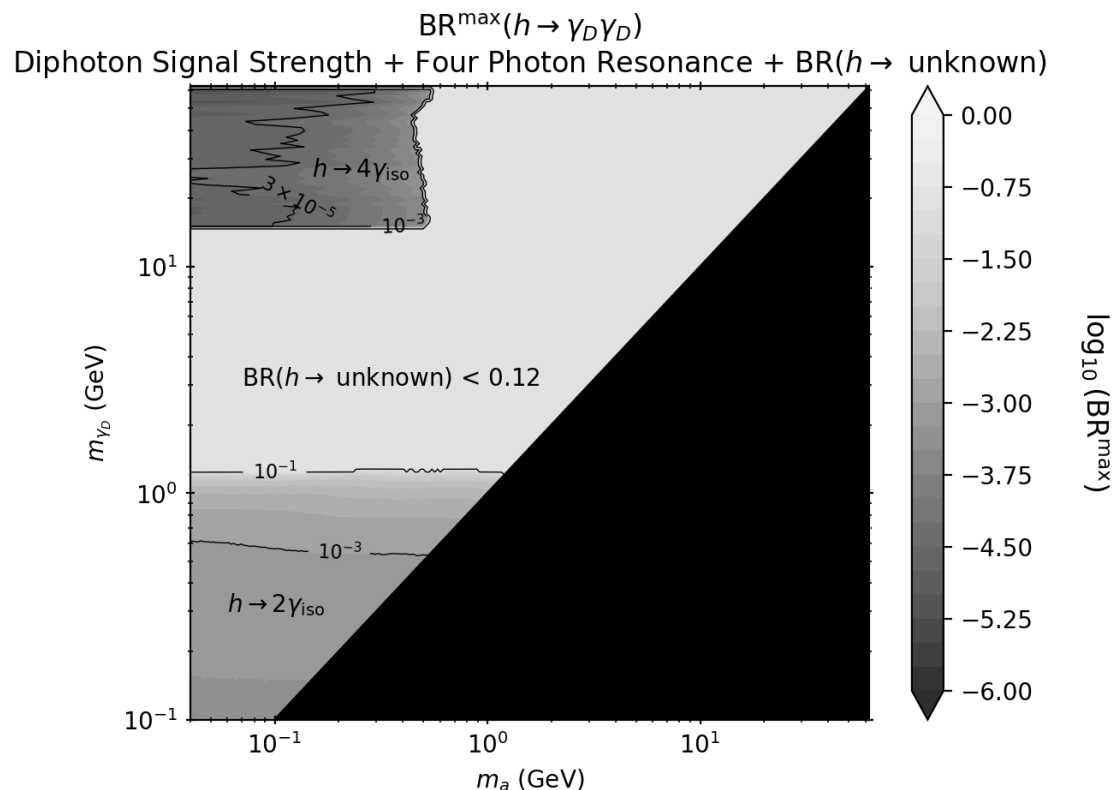 BR^max(h → γ_D γ_D)
Diphoton Signal Strength + Four Photon Resonance + BR(h → unknown)
h → 4γ_iso
3 × 10^−5
10^−3
BR(h → unknown) < 0.12
10^−1
10^−3
h → 2γ_iso
10^1
10^0
10^−1
m_γ_D (GeV)
10^−1
10^0
10^1
m_a (GeV)
0.00
−0.75
−1.50
−2.25
−3.00
−3.75
−4.50
−5.25
−6.00
log_10 (BR^max)